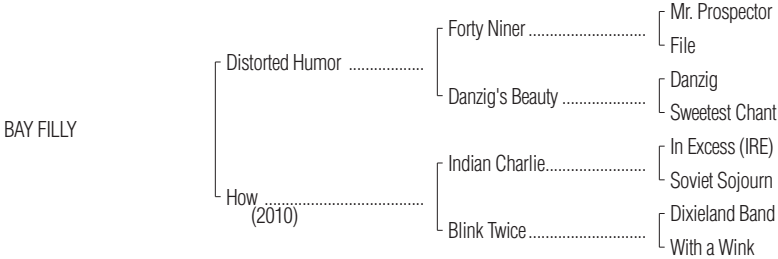 Mr. Prospector
Forty Niner ............................
File
Distorted Humor ..................
Danzig
Danzig's Beauty ....................
Sweetest Chant
BAY FILLY
In Excess (IRE)
Indian Charlie........................
Soviet Sojourn
How ......................................
(2010)
Dixieland Band
Blink Twice ............................
With a Wink